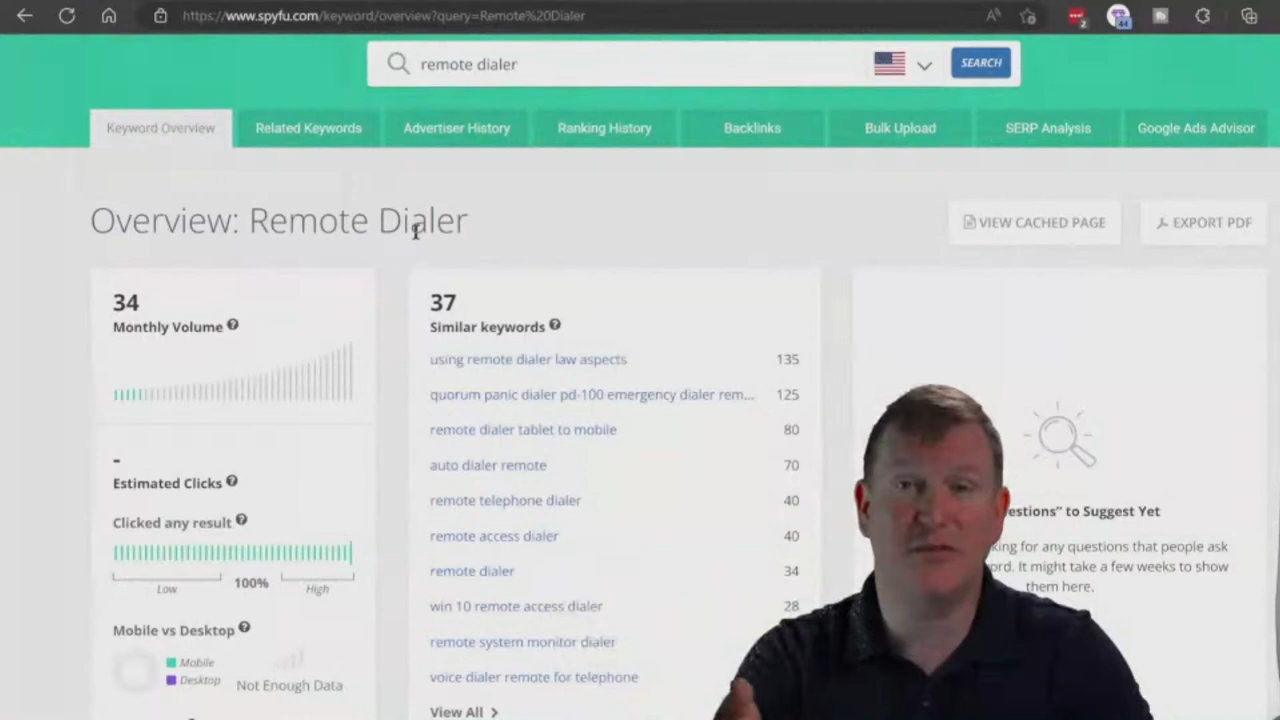 https://www.spyfu.com/keyword/overview?query=Remote%20Dialer
2
44
remote dialer
SEARCH
Keyword Overview
Related Keywords
Advertiser History
Ranking History
Backlinks
Bulk Upload
SERP Analysis
Google Ads Advisor
Overview: Remote Dialer
VIEW CACHED PAGE
EXPORT PDF
34
Monthly Volume
-
Estimated Clicks
Clicked any result
Low
100%
High
Mobile vs Desktop
Mobile
Desktop
Not Enough Data
37
Similar keywords
using remote dialer law aspects 135
quorum panic dialer pd-100 emergency dialer rem... 125
remote dialer tablet to mobile 80
auto dialer remote 70
remote telephone dialer 40
remote access dialer 40
remote dialer 34
win 10 remote access dialer 28
remote system monitor dialer
voice dialer remote for telephone
View All >
to Suggest Yet
for any questions that people ask
It might take a few weeks to show
them here.